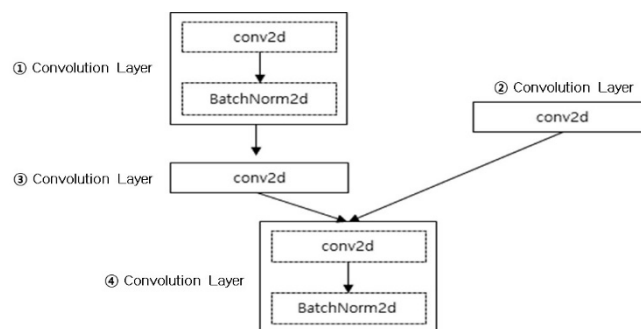 conv2d
① Convolution Layer
BatchNorm2d
② Convolution Layer
conv2d
③ Convolution Layer
conv2d
conv2d
④ Convolution Layer
BatchNorm2d